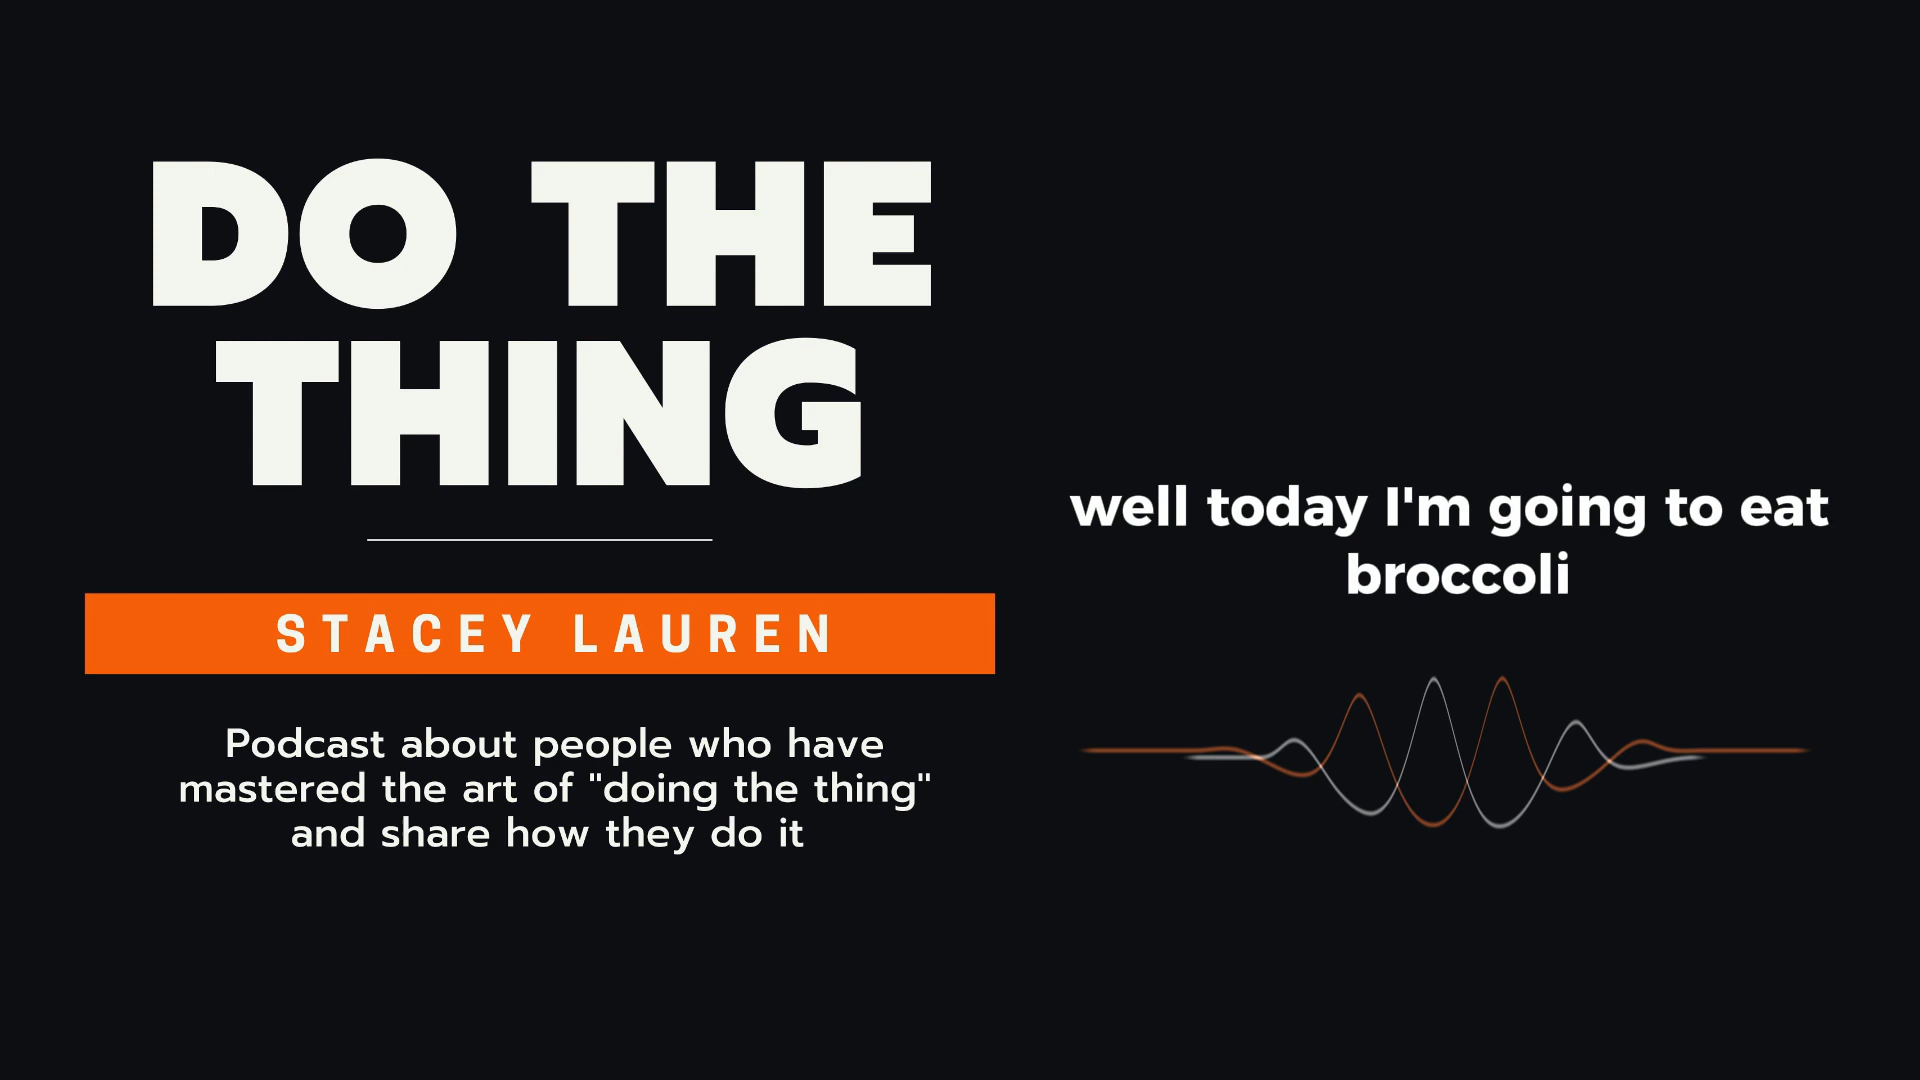 DO THE
THING
STACEY LAUREN
Podcast about people who have
mastered the art of "doing the thing"
and share how they do it
well today I'm going to eat
broccoli